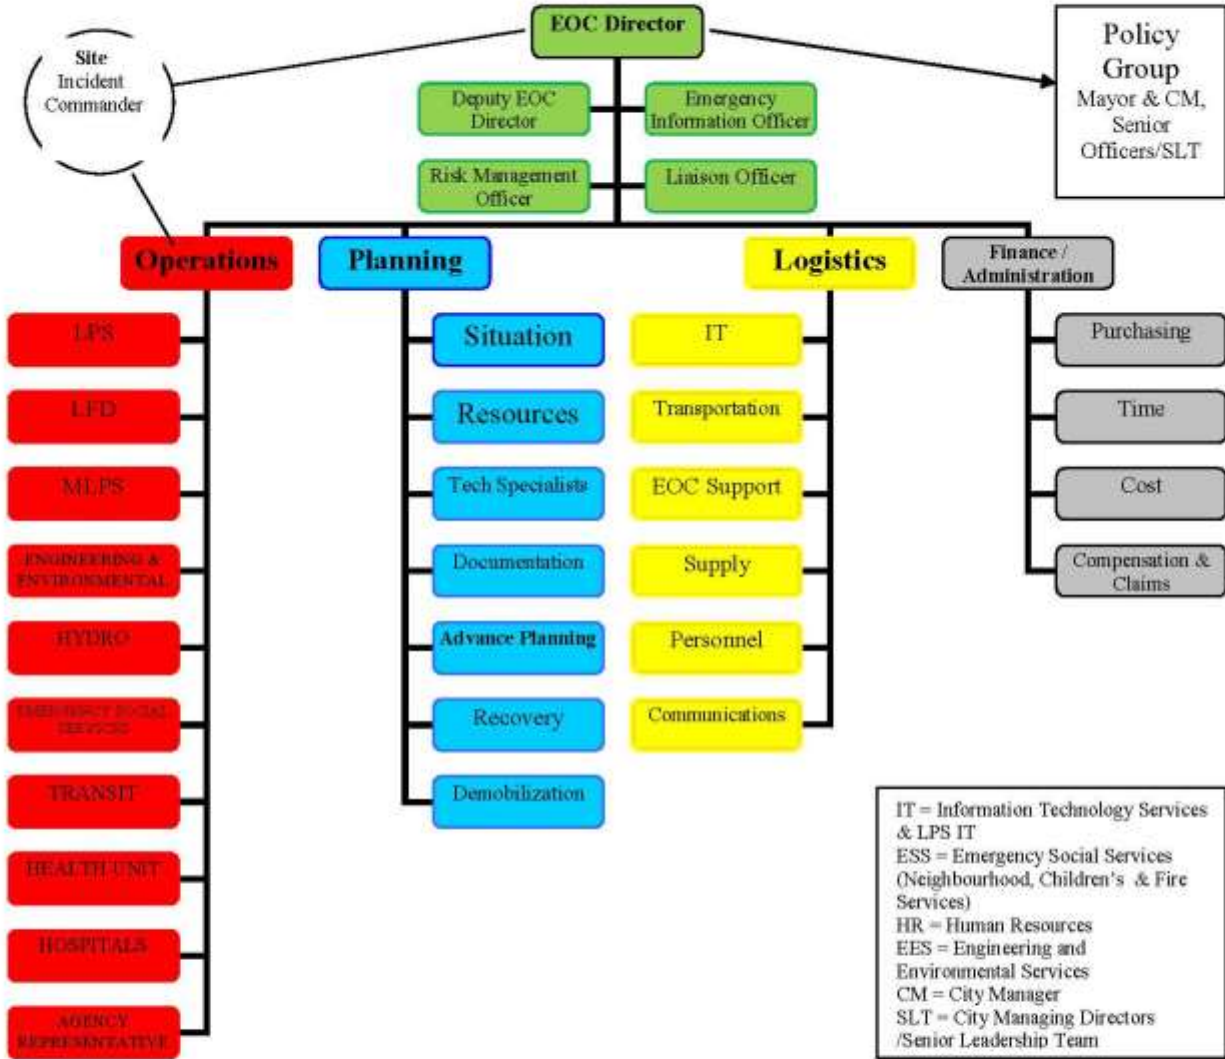 EOC Director
Site
Incident
Commander
Policy
Group
Mayor & CM,
Senior
Officers/SLT
Deputy EOC
Director
Emergency
Information Officer
Risk Management
Officer
Liaison Officer
Operations
Planning
Logistics
Finance /
Administration
LPS
LFD
MLPS
ENGINEERING &
ENVIRONMENTAL
HYDRO
EMERGENCY SOCIAL
SERVICES
TRANSIT
HEALTH UNIT
HOSPITALS
AGENCY
REPRESENTATIVE
Situation
Resources
Tech Specialists
Documentation
Advance Planning
Recovery
Demobilization
IT
Transportation
EOC Support
Supply
Personnel
Communications
Purchasing
Time
Cost
Compensation &
Claims
IT = Information Technology Services
& LPS IT
ESS = Emergency Social Services
(Neighbourhood, Children's & Fire
Services)
HR = Human Resources
EES = Engineering and
Environmental Services
CM = City Manager
SLT = City Managing Directors
/Senior Leadership Team